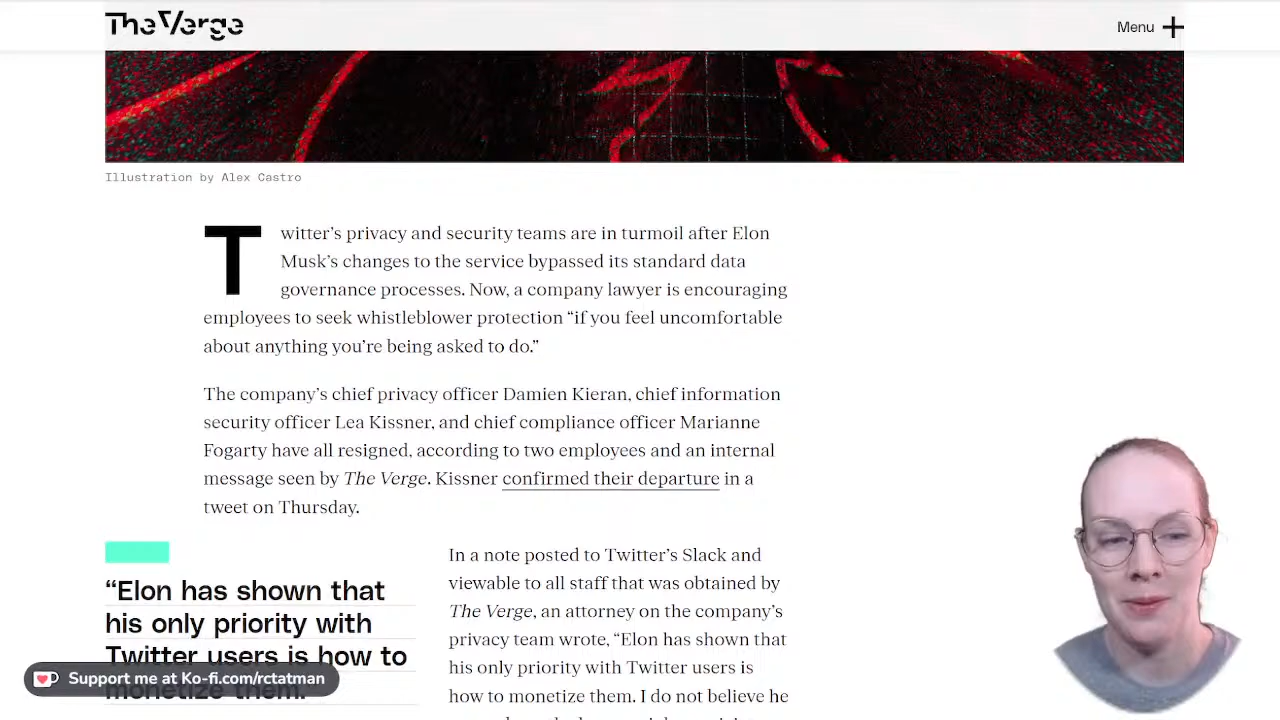 The Verge
Menu
Illustration by Alex Castro
Twitter’s privacy and security teams are in turmoil after Elon
Musk’s changes to the service bypassed its standard data
governance processes. Now, a company lawyer is encouraging
employees to seek whistleblower protection “if you feel uncomfortable
about anything you’re being asked to do.”
The company’s chief privacy officer Damien Kieran, chief information
security officer Lea Kissner, and chief compliance officer Marianne
Fogarty have all resigned, according to two employees and an internal
message seen by The Verge. Kissner confirmed their departure in a
tweet on Thursday.
“Elon has shown that
his only priority with
Twitter users is how to
monetize them.
In a note posted to Twitter’s Slack and
viewable to all staff that was obtained by
The Verge, an attorney on the company’s
privacy team wrote, “Elon has shown that
his only priority with Twitter users is
how to monetize them. I do not believe he
Support me at Ko-fi.com/rctatman